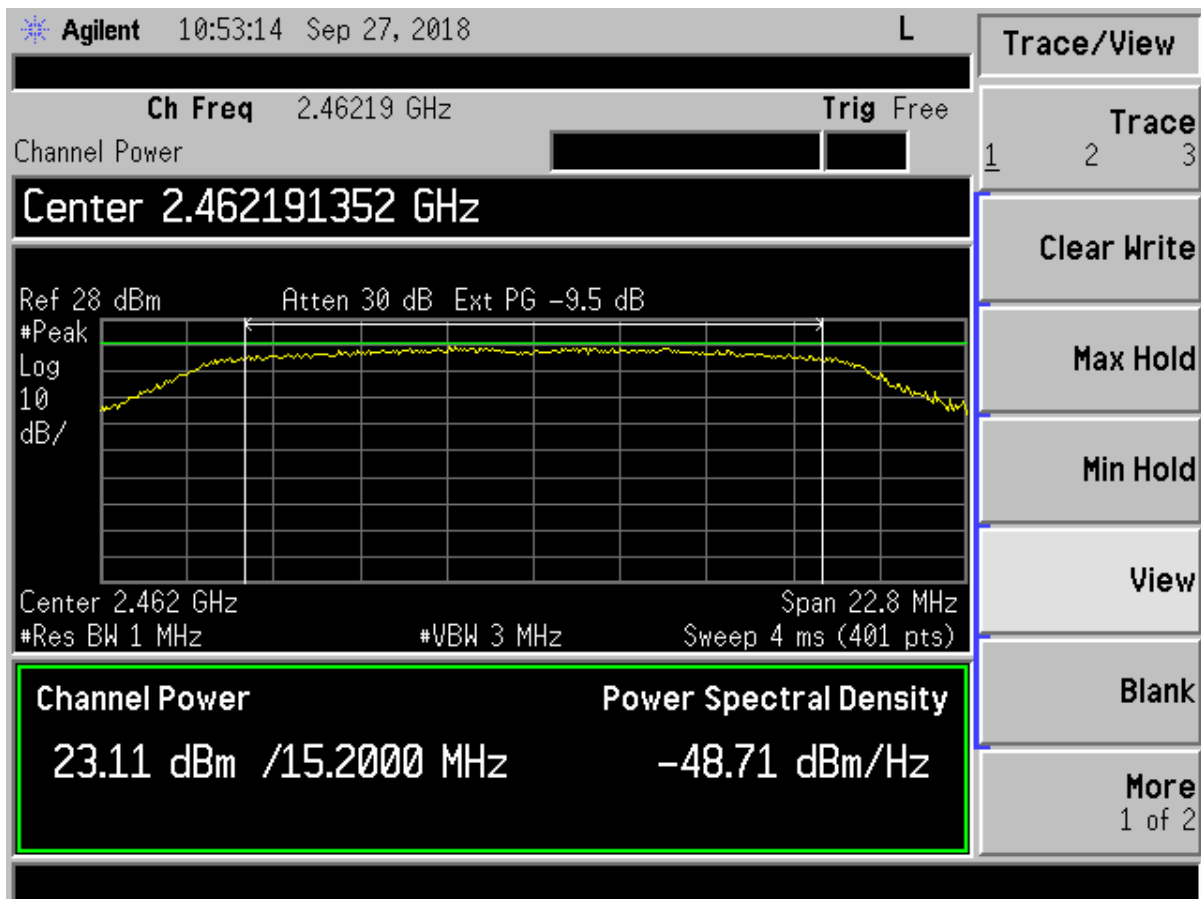 Agilent 10:53:14 Sep 27, 2018 L
Ch Freq 2.46219 GHz Trig Free
Channel Power
Center 2.462191352 GHz
Ref 28 dBm Atten 30 dB Ext PG −9.5 dB
#Peak
Log
10
dB/
Center 2.462 GHz Span 22.8 MHz
#Res BW 1 MHz #VBW 3 MHz Sweep 4 ms (401 pts)
Channel Power Power Spectral Density
23.11 dBm /15.2000 MHz −48.71 dBm/Hz
Trace/View
Trace
1 2 3
Clear Write
Max Hold
Min Hold
View
Blank
More
1 of 2